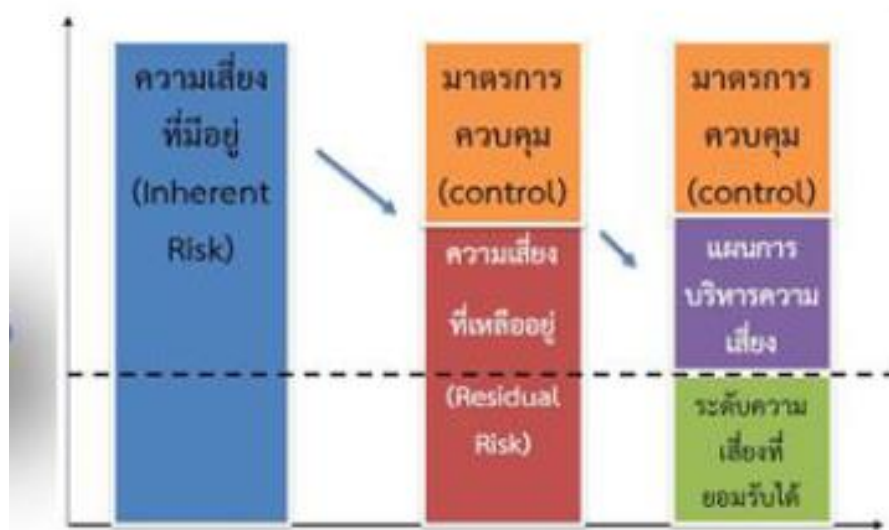 ความเสี่ยง
ที่มีอยู่
(Inherent
Risk)
มาตรการ
ควบคุม
(control)
ความเสี่ยง
ที่เหลืออยู่
(Residual
Risk)
มาตรการ
ควบคุม
(control)
แผนการ
บริหารความ
เสี่ยง
ระดับความ
เสี่ยงที่
ยอมรับได้